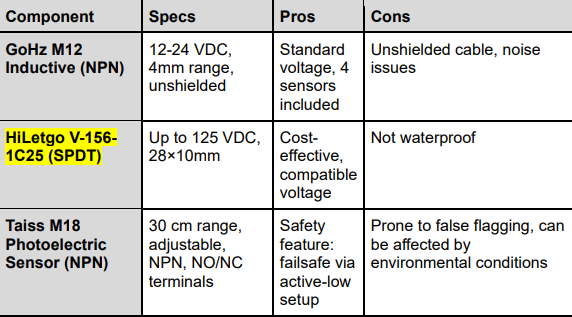 Component Specs Pros Cons
GoHz M12
Inductive (NPN)
12-24 VDC,
4mm range,
unshielded
Standard
voltage, 4
sensors
included
Unshielded cable, noise
issues
HiLetgo V-156-
1C25 (SPDT)
Up to 125 VDC,
28×10mm
Cost-
effective,
compatible
voltage
Not waterproof
Taiss M18
Photoelectric
Sensor (NPN)
30 cm range,
adjustable,
NPN, NO/NC
terminals
Safety
feature:
failsafe via
active-low
setup
Prone to false flagging, can
be affected by
environmental conditions